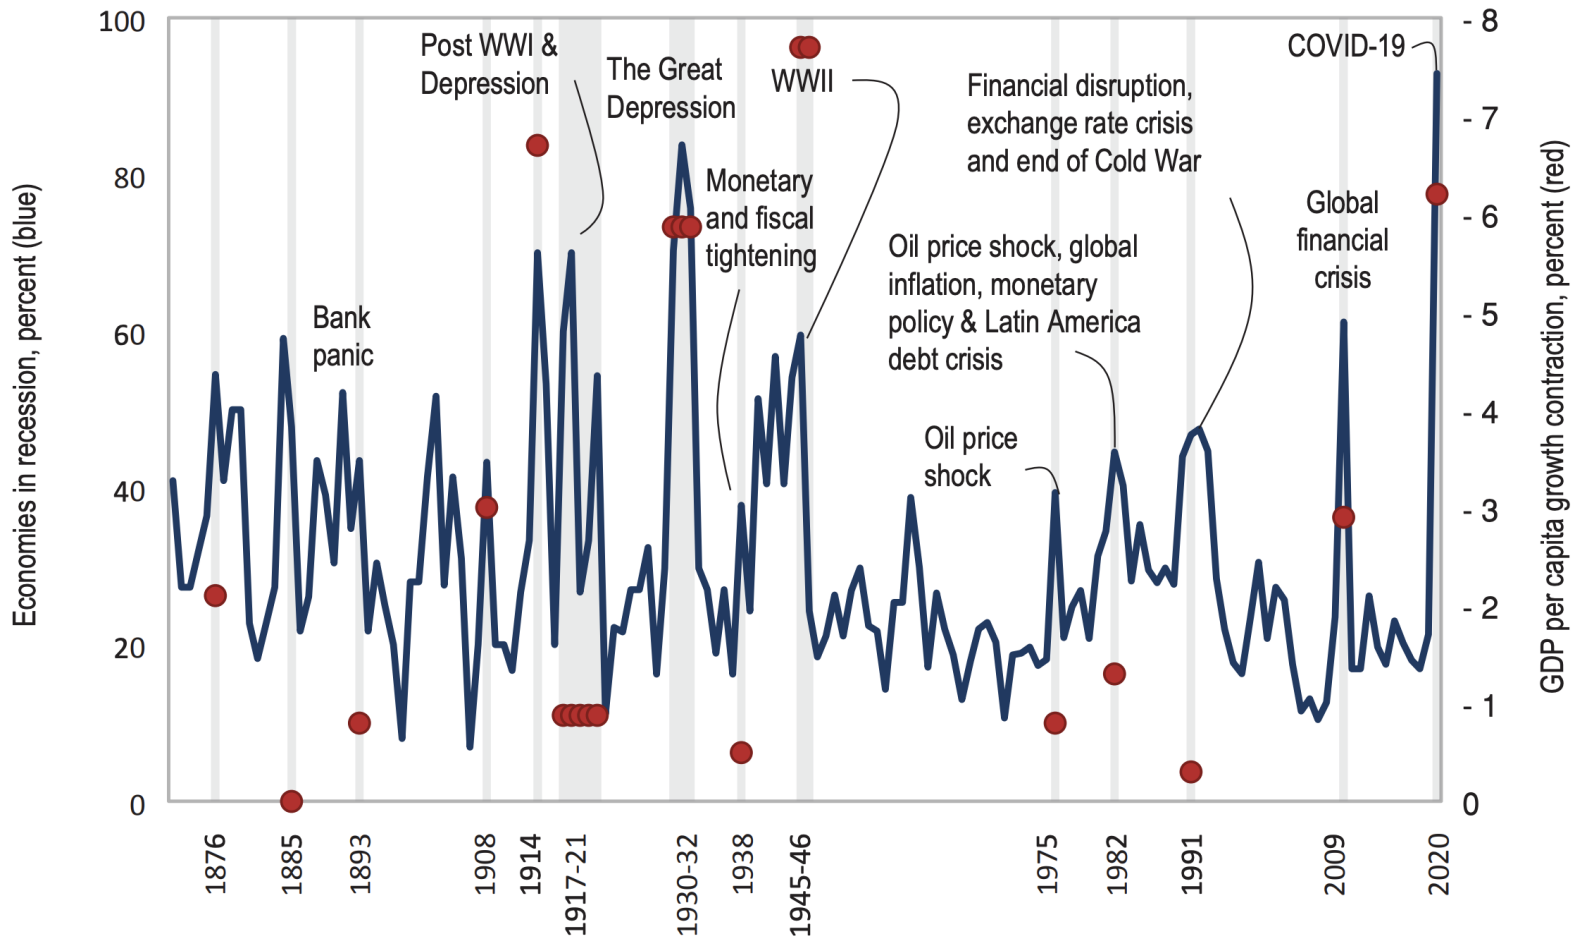 Economies in recession, percent (blue)
100
80
60
40
20
0
Post WWI &
Depression
The Great
Depression
WWII
Monetary
and fiscal
tightening
Bank
panic
Financial disruption,
exchange rate crisis
and end of Cold War
Oil price shock, global
inflation, monetary
policy & Latin America
debt crisis
Oil price
shock
Global
financial
crisis
COVID-19
- 8
- 7
- 6
- 5
- 4
- 3
- 2
- 1
0
GDP per capita growth contraction, percent (red)
1876
1885
1893
1908
1914
1917-21
1930-32
1938
1945-46
1975
1982
1991
2009
2020